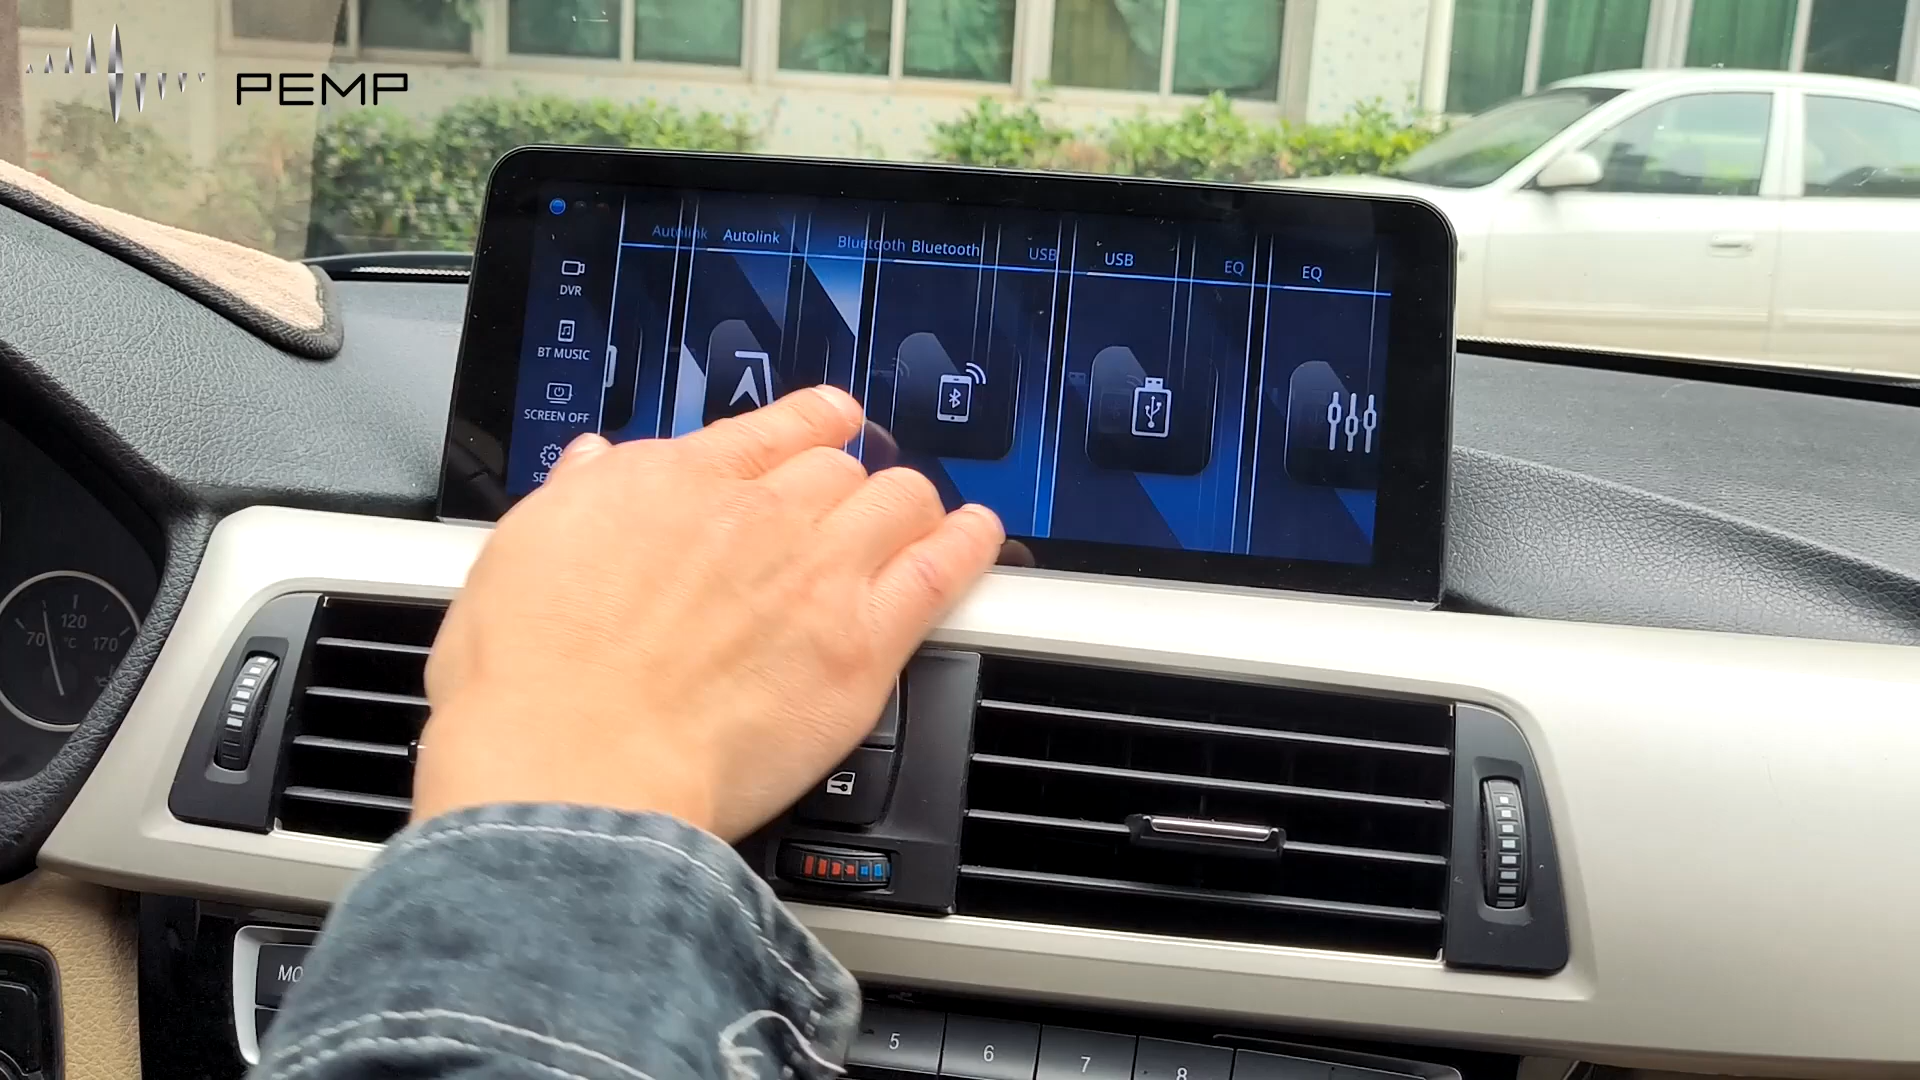 PEMP
Autolink Autolink Bluetooth Bluetooth USB USB EQ EQ
DVR
BT MUSIC
SCREEN OFF
120
70 °C 170
5 6 7 8